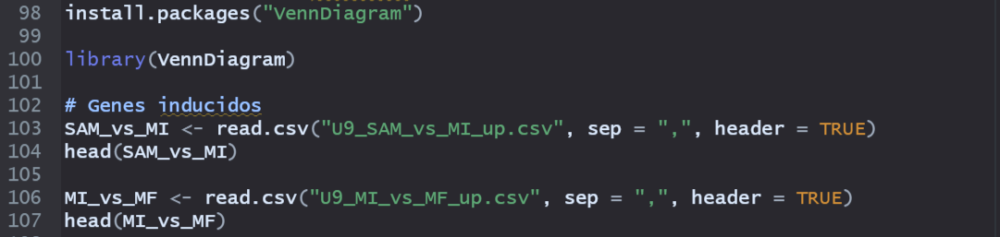 98 install.packages("VennDiagram")
99
100 library(VennDiagram)
101
102 # Genes inducidos
103 SAM_vs_MI <- read.csv("U9_SAM_vs_MI_up.csv", sep = ",", header = TRUE)
104 head(SAM_vs_MI)
105
106 MI_vs_MF <- read.csv("U9_MI_vs_MF_up.csv", sep = ",", header = TRUE)
107 head(MI_vs_MF)